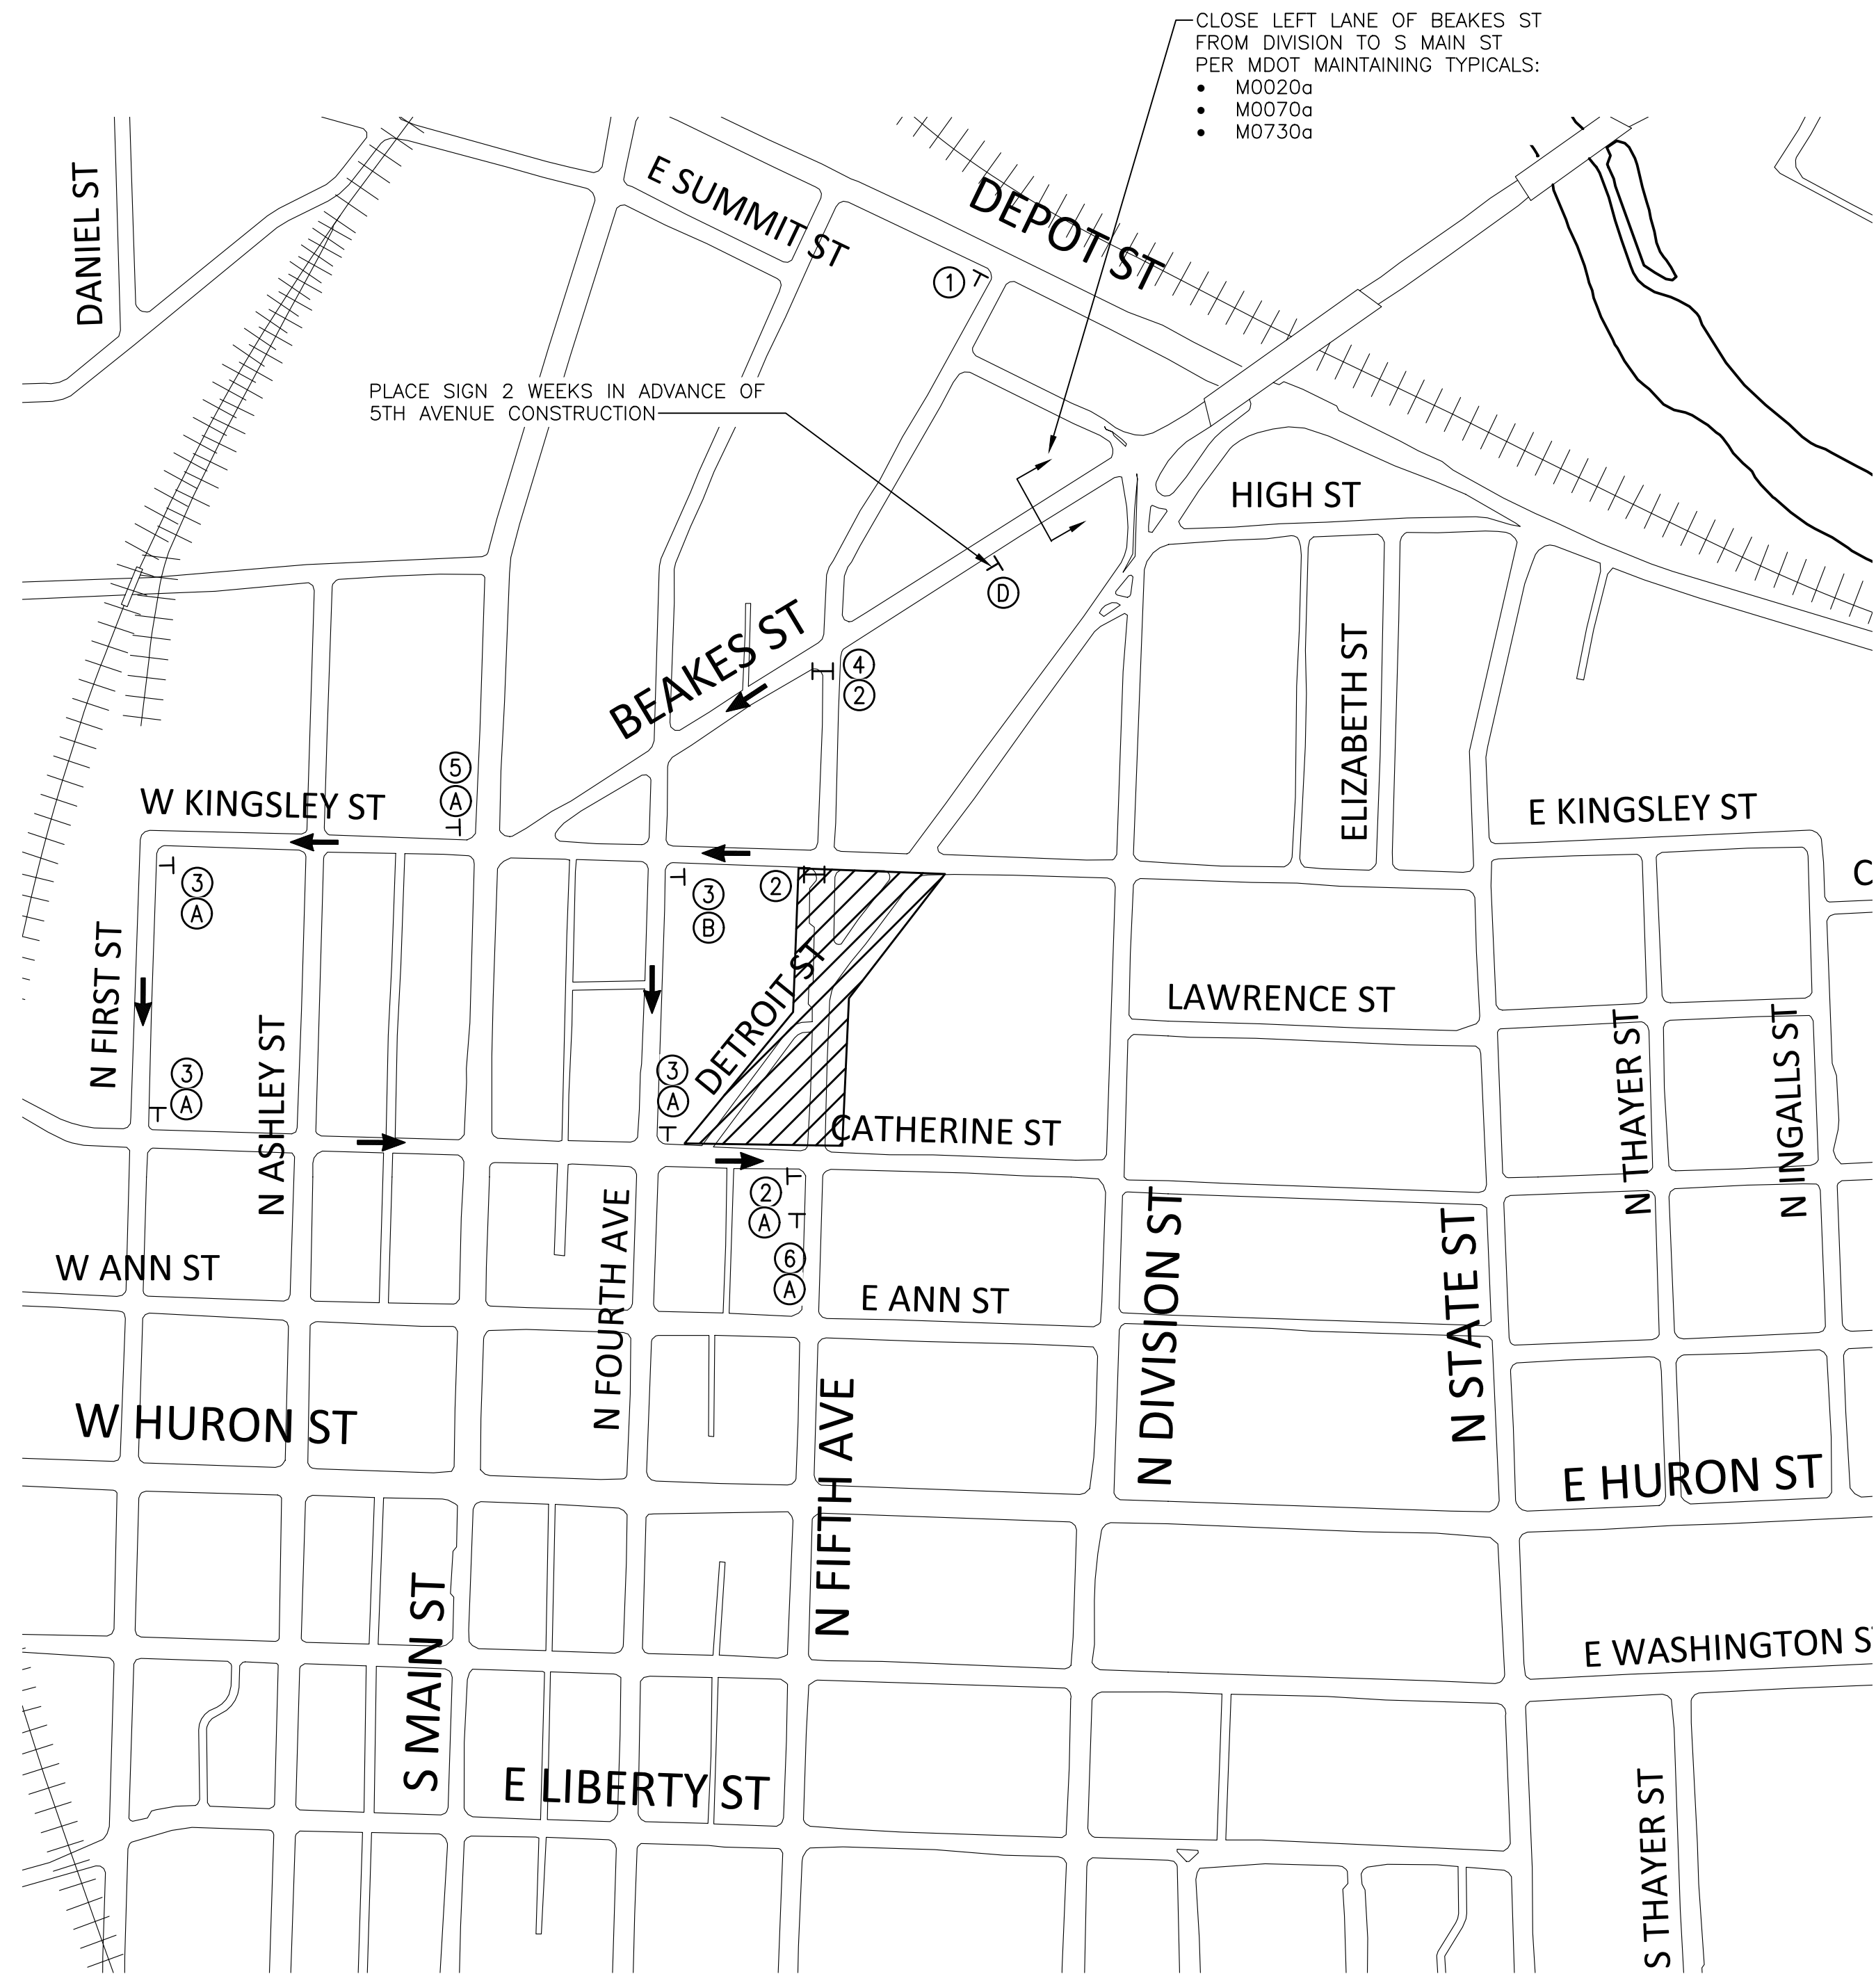 CLOSE LEFT LANE OF BEAKES ST
FROM DIVISION TO S MAIN ST
PER MDOT MAINTAINING TYPICALS:
• M0020a
• M0070a
• M0730a
DANIEL ST
E SUMMIT ST
DEPOT ST
1
PLACE SIGN 2 WEEKS IN ADVANCE OF
5TH AVENUE CONSTRUCTION
HIGH ST
D
BEAKES ST
4
2
ELIZABETH ST
5
A
W KINGSLEY ST
E KINGSLEY ST
3
A
3
B
2
C
N FIRST ST
DETROIT ST
LAWRENCE ST
N ASHLEY ST
N THAYER ST
N INGALLS ST
3
A
3
A
CATHERINE ST
2
A
6
A
N FOURTH AVE
N DIVISION ST
N STATE ST
W ANN ST
E ANN ST
W HURON ST
N FIFTH AVE
E HURON ST
S MAIN ST
E WASHINGTON S
E LIBERTY ST
S THAYER ST